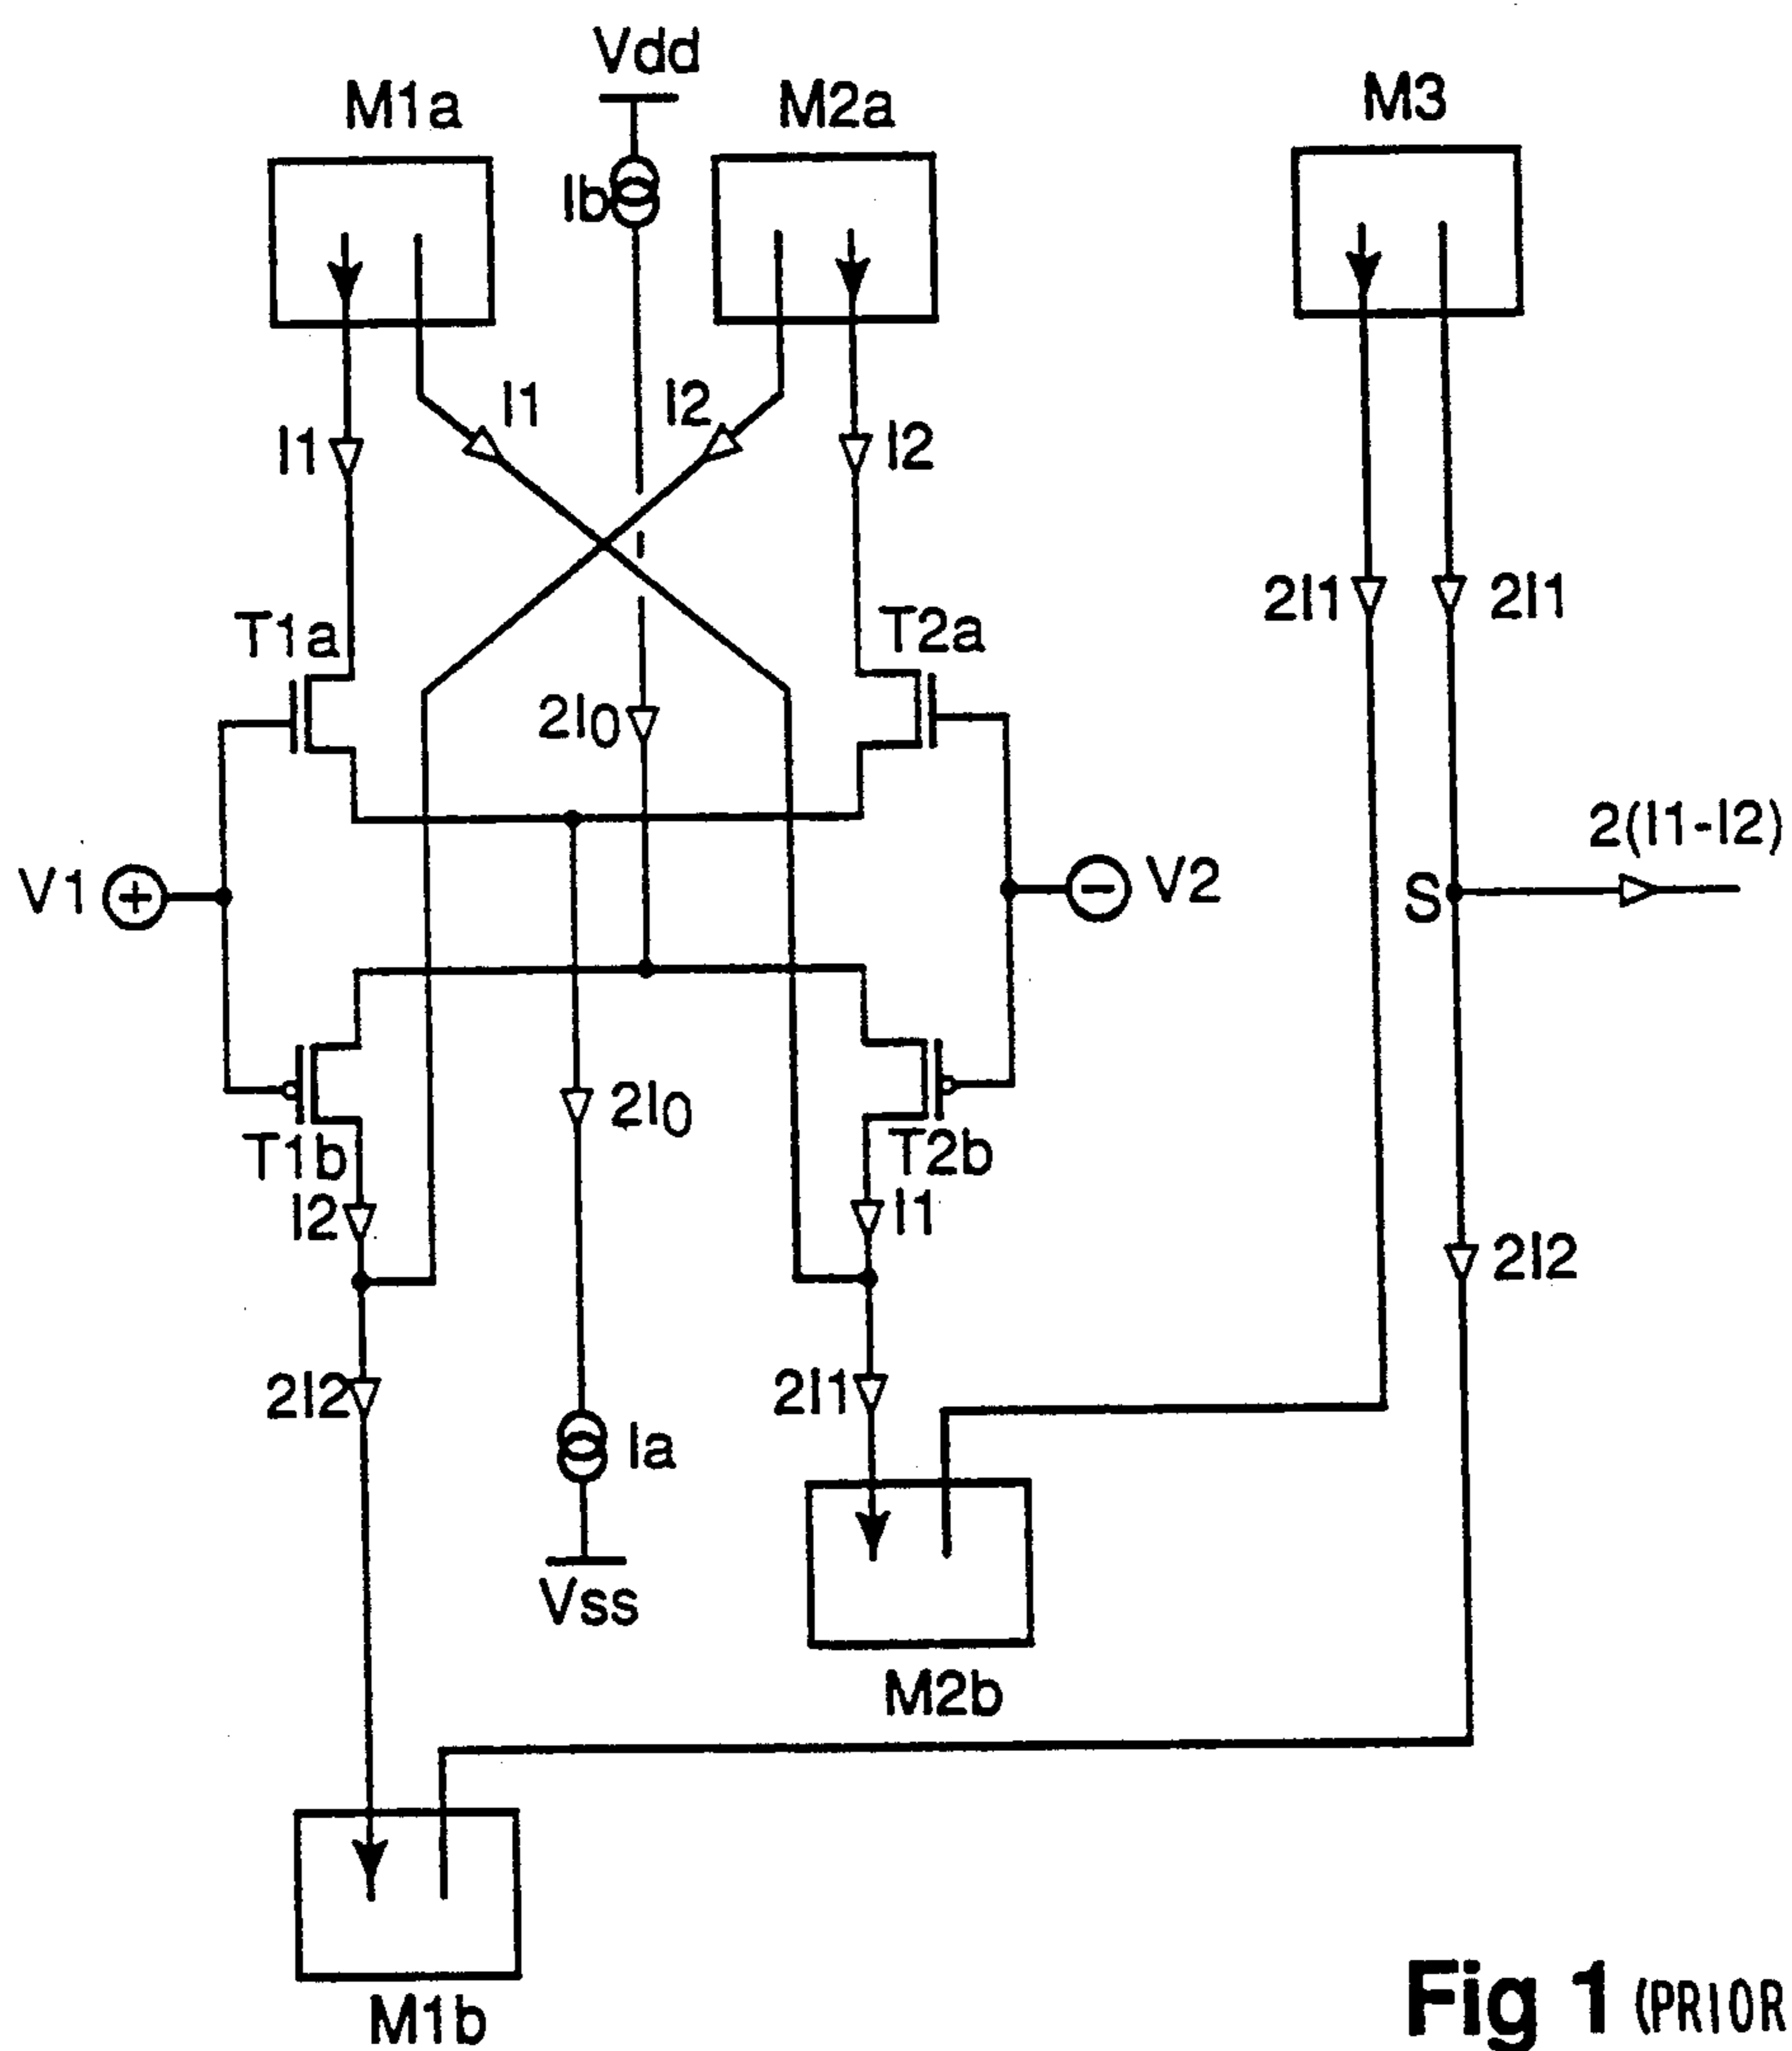 Vdd
M1a
M2a
M3
Ib
I1
I2
I1
I2
2I1
2I1
T1a
T2a
2I0
2(I1-I2)
V1
+
−
V2
S
2I0
T1b
T2b
I2
I1
2I2
2I2
2I1
Ia
Vss
M2b
M1b
Fig 1 (PRIOR